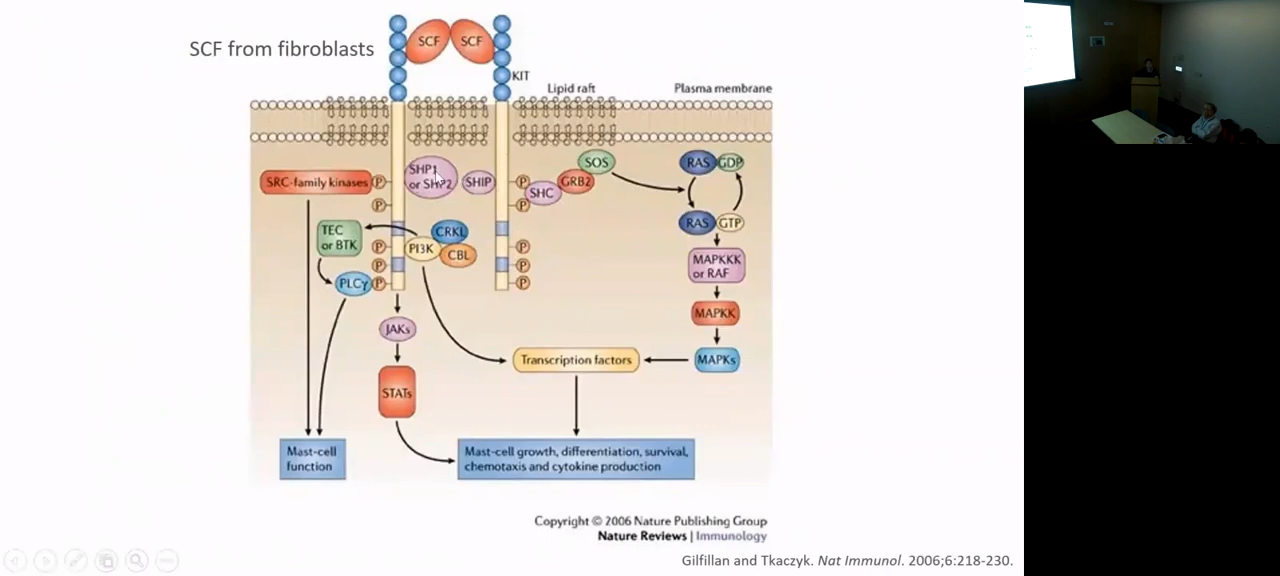 SCF from fibroblasts
SCF
SCF
KIT
Lipid raft
Plasma membrane
SRC-family kinases
P
P
SHP1
or SHP2
SHIP
P
P
SHC
GRB2
SOS
RAS
GDP
RAS
GTP
TEC
or BTK
PLCγ
P
P
P
PI3K
CRKL
CBL
P
P
P
MAPKKK
or RAF
MAPKK
MAPKs
JAKs
STATs
Transcription factors
Mast-cell
function
Mast-cell growth, differentiation, survival,
chemotaxis and cytokine production
Copyright © 2006 Nature Publishing Group
Nature Reviews | Immunology
Gilfillan and Tkaczyk. Nat Immunol. 2006;6:218-230.